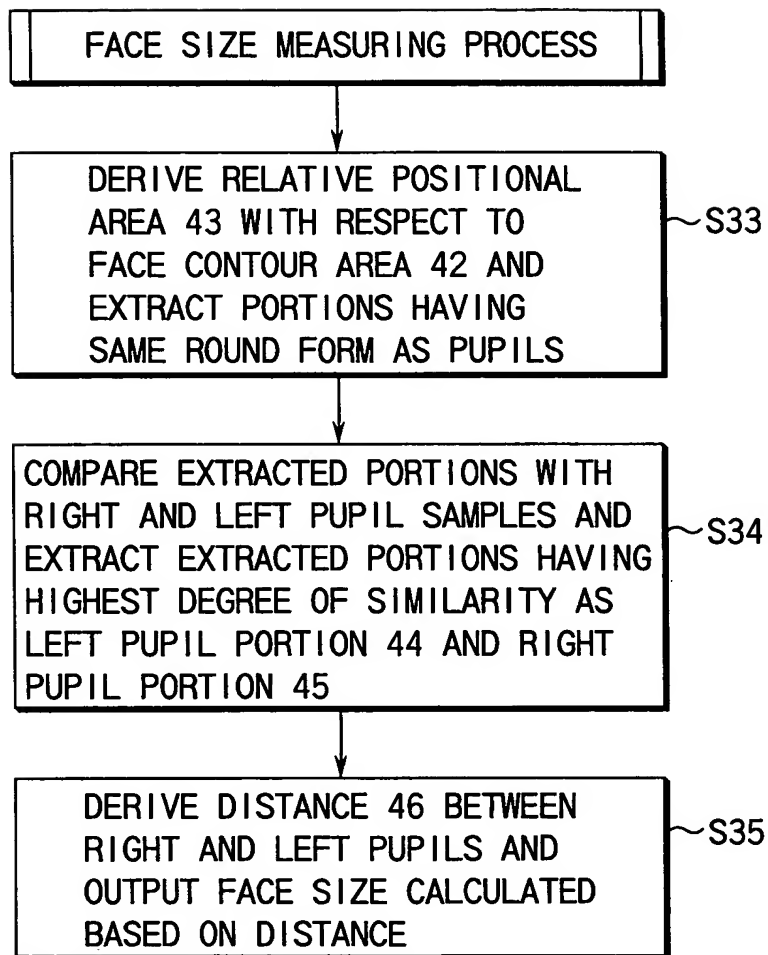 FACE SIZE MEASURING PROCESS
DERIVE RELATIVE POSITIONAL
AREA 43 WITH RESPECT TO
FACE CONTOUR AREA 42 AND
EXTRACT PORTIONS HAVING
SAME ROUND FORM AS PUPILS
S33
COMPARE EXTRACTED PORTIONS WITH
RIGHT AND LEFT PUPIL SAMPLES AND
EXTRACT EXTRACTED PORTIONS HAVING
HIGHEST DEGREE OF SIMILARITY AS
LEFT PUPIL PORTION 44 AND RIGHT
PUPIL PORTION 45
S34
DERIVE DISTANCE 46 BETWEEN
RIGHT AND LEFT PUPILS AND
OUTPUT FACE SIZE CALCULATED
BASED ON DISTANCE
S35